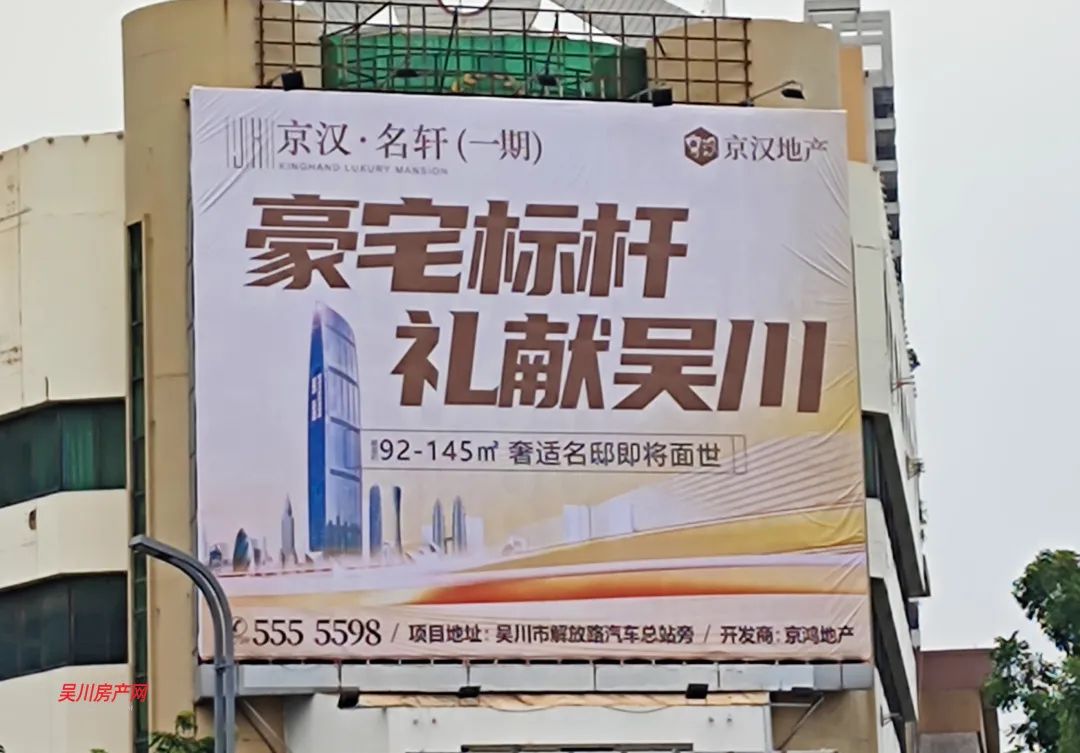 京汉·名轩(一期)
KINGHAND LUXURY MANSION
京汉地产
豪宅标杆
礼献吴川
92-145㎡ 奢适名邸即将面世
555 5598 / 项目地址:吴川市解放路汽车总站旁 / 开发商:京鸿地产
吴川房产网